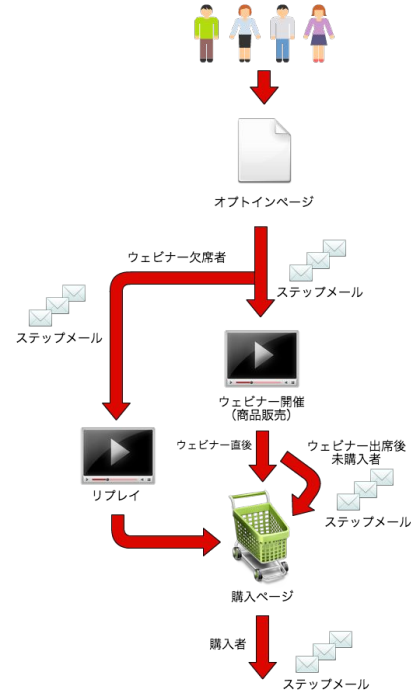 オプトインページ
ウェビナー欠席者
ステップメール
ステップメール
ウェビナー開催
(商品販売)
ウェビナー直後
ウェビナー出席後
未購入者
リプレイ
ステップメール
購入ページ
購入者
ステップメール